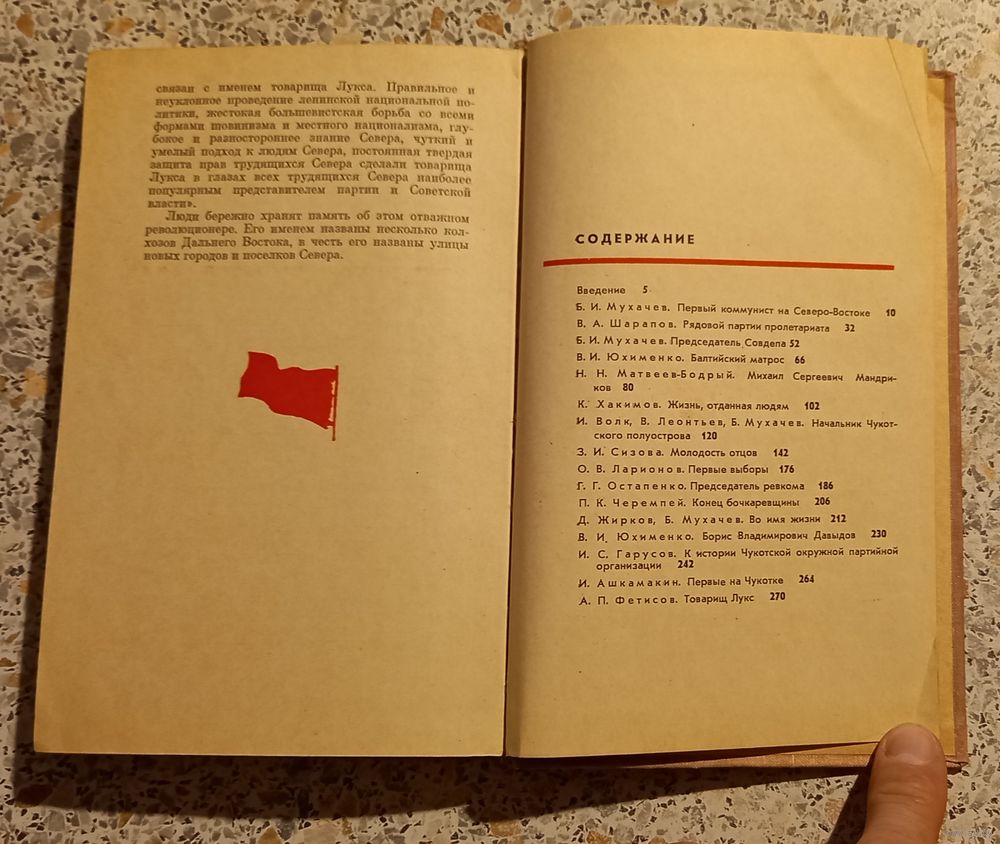 связан с именем товарища Лукса. Правильное и
неуклонное проведение ленинской национальной по-
литики, жестокая большевистская борьба со всеми
формами шовинизма и местного национализма, глу-
бокое и разностороннее знание Севера, чуткий и
умелый подход к людям Севера, постоянная твердая
защита прав трудящихся Севера сделали товарища
Лукса в глазах всех трудящихся Севера наиболее
популярным представителем партии и Советской
власти».
Люди бережно хранят память об этом отважном
революционере. Его именем названы несколько кол-
хозов Дальнего Востока, в честь его названы улицы
новых городов и поселков Севера.
СОДЕРЖАНИЕ
Введение 5
Б. И. Мухачев. Первый коммунист на Северо-Востоке 10
В. А. Шарапов. Рядовой партии пролетариата 32
Б. И. Мухачев. Председатель Совдепа 52
В. И. Юхименко. Балтийский матрос 66
Н. Н. Матвеев-Бодрый. Михаил Сергеевич Мандри-
ков 80
К. Хакимов. Жизнь, отданная людям 102
И. Волк, В. Леонтьев, Б. Мухачев. Начальник Чукот-
ского полуострова 120
З. И. Сизова. Молодость отцов 142
О. В. Ларионов. Первые выборы 176
Г. Г. Остапенко. Председатель ревкома 186
П. К. Черемпей. Конец бочкаревщины 206
Д. Жирков, Б. Мухачев. Во имя жизни 212
В. И. Юхименко. Борис Владимирович Давыдов 230
И. С. Гарусов. К истории Чукотской окружной партийной
организации 242
И. Ашкамакин. Первые на Чукотке 264
А. П. Фетисов. Товарищ Лукс 270